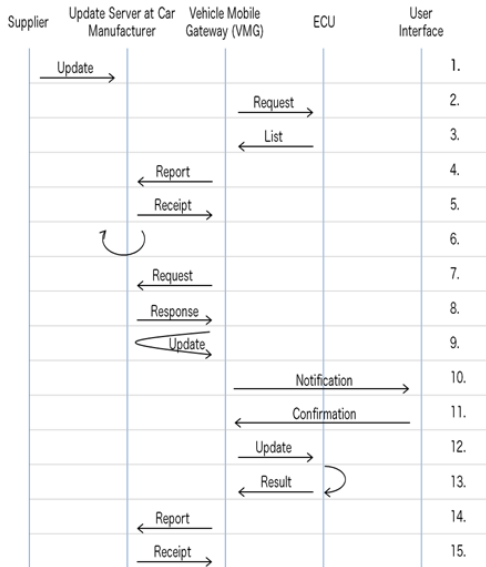 Supplier
Update Server at Car
Manufacturer
Vehicle Mobile
Gateway (VMG)
ECU
User
Interface
Update
1.
Request
2.
List
3.
Report
4.
Receipt
5.
6.
Request
7.
Response
8.
Update
9.
Notification
10.
Confirmation
11.
Update
12.
Result
13.
Report
14.
Receipt
15.